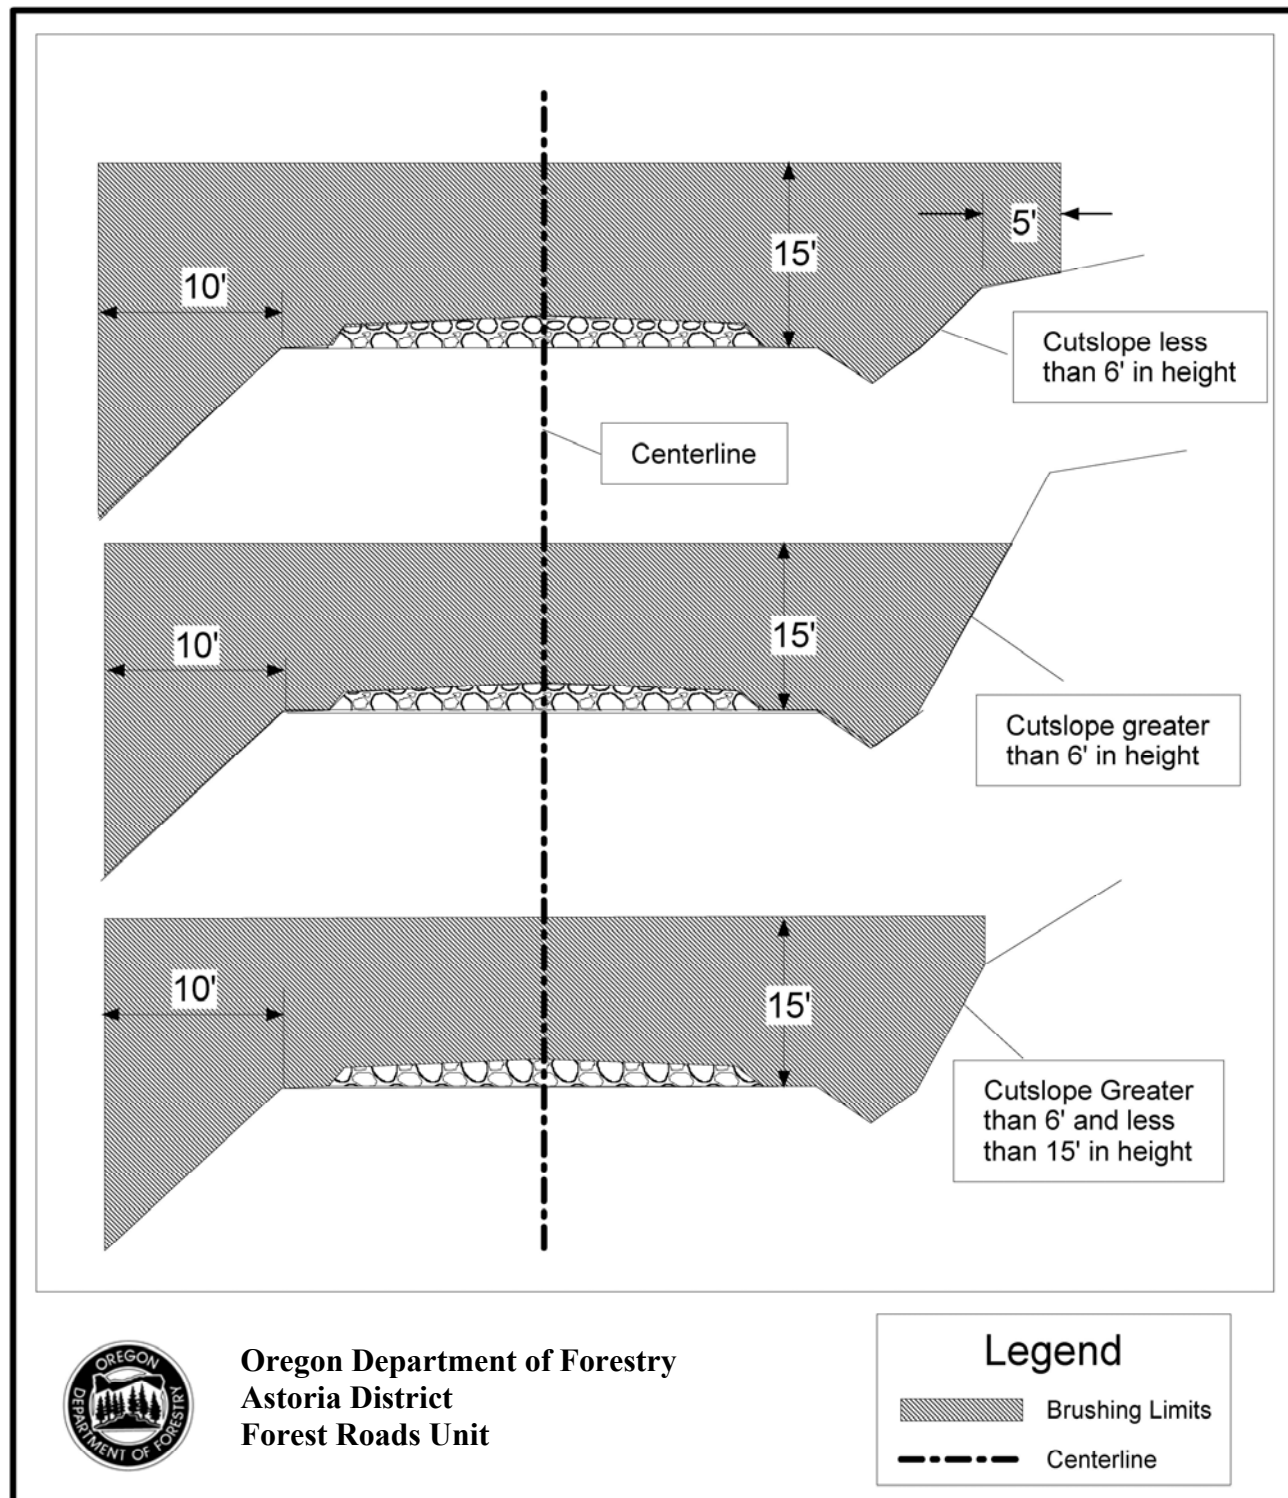 5'
15'
10'
Cutslope less
than 6' in height
Centerline
15'
10'
Cutslope greater
than 6' in height
10'
15'
Cutslope Greater
than 6' and less
than 15' in height
OREGON
DEPARTMENT OF FORESTRY
Oregon Department of Forestry
Astoria District
Forest Roads Unit
Legend
Brushing Limits
Centerline